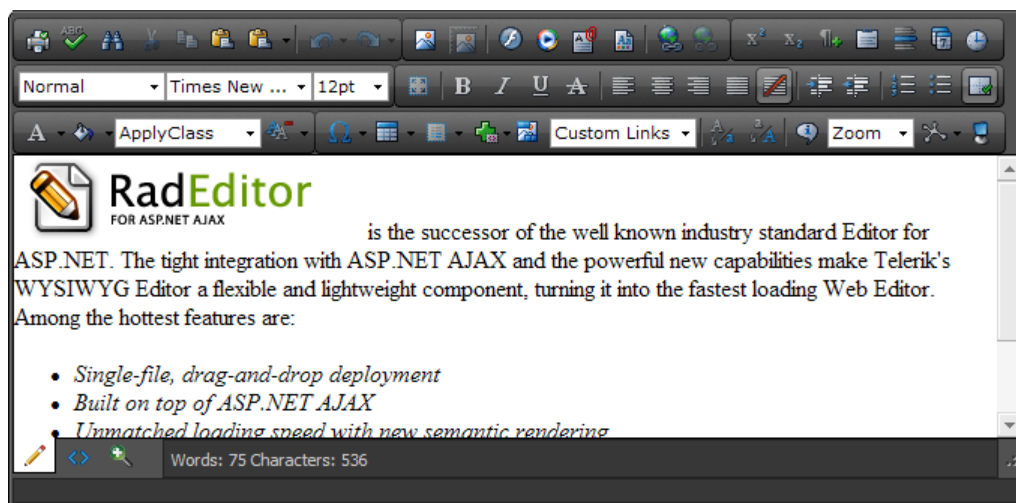 Normal Times New ... 12pt B I U A
A ApplyClass Custom Links Zoom
RadEditor
FOR ASP.NET AJAX
is the successor of the well known industry standard Editor for
ASP.NET. The tight integration with ASP.NET AJAX and the powerful new capabilities make Telerik's
WYSIWYG Editor a flexible and lightweight component, turning it into the fastest loading Web Editor.
Among the hottest features are:
• Single-file, drag-and-drop deployment
• Built on top of ASP.NET AJAX
• Unmatched loading speed with new semantic rendering
Words: 75 Characters: 536